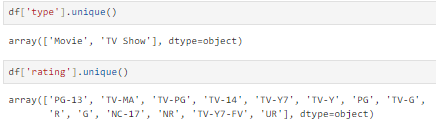 df['type'].unique()
array(['Movie', 'TV Show'], dtype=object)
df['rating'].unique()
array(['PG-13', 'TV-MA', 'TV-PG', 'TV-14', 'TV-Y7', 'TV-Y', 'PG', 'TV-G',
'R', 'G', 'NC-17', 'NR', 'TV-Y7-FV', 'UR'], dtype=object)